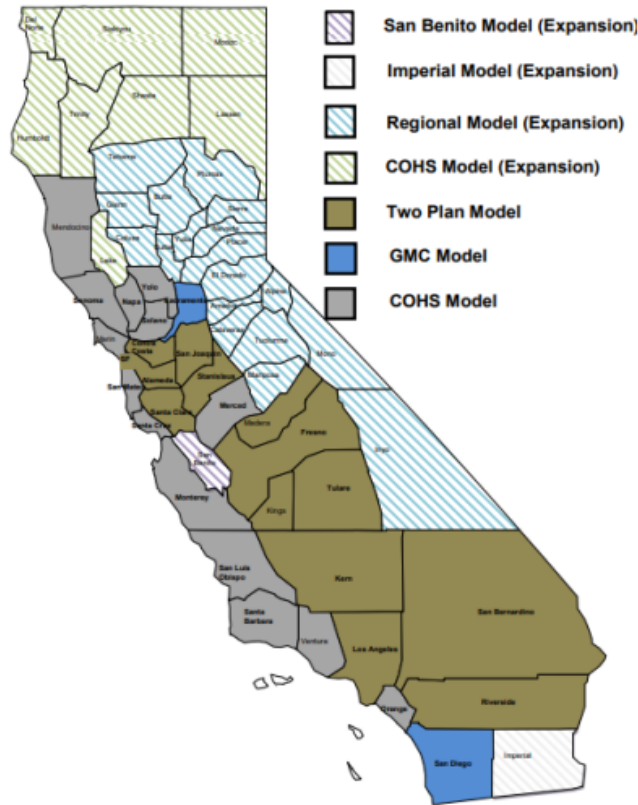 San Benito Model (Expansion)
Imperial Model (Expansion)
Regional Model (Expansion)
COHS Model (Expansion)
Two Plan Model
GMC Model
COHS Model
Del
Norte
Siskiyou
Modoc
Humboldt
Trinity
Shasta
Lassen
Tehama
Plumas
Mendocino
Glenn
Butte
Sierra
Nevada
Placer
Colusa
Yuba
Lake
El Dorado
Yolo
Sonoma
Napa
Sacramento
Alpine
Solano
Marin
Contra
Costa
SF
San Joaquin
Calaveras
Tuolumne
Mono
Alameda
Stanislaus
Mariposa
San Mateo
Santa Clara
Merced
Santa Cruz
Madera
Fresno
San
Benito
Inyo
Monterey
Tulare
Kings
San Luis
Obispo
Kern
Santa
Barbara
San Bernardino
Ventura
Los Angeles
Orange
Riverside
San Diego
Imperial